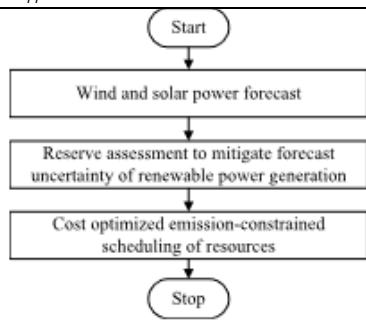 Start
Wind and solar power forecast
Reserve assessment to mitigate forecast
uncertainty of renewable power generation
Cost optimized emission-constrained
scheduling of resources
Stop